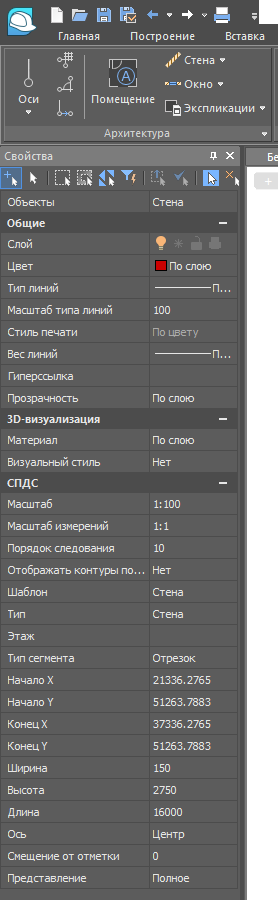 Главная Построение Вставка
Оси
Помещение
Стена
Окно
Экспликации
Архитектура
Свойства
Бе
Объекты Стена
Общие
Слой
Цвет По слою
Тип линий П...
Масштаб типа линий 100
Стиль печати По цвету
Вес линий П...
Гиперссылка
Прозрачность По слою
3D-визуализация
Материал По слою
Визуальный стиль Нет
СПДС
Масштаб 1:100
Масштаб измерений 1:1
Порядок следования 10
Отображать контуры по... Нет
Шаблон Стена
Тип Стена
Этаж
Тип сегмента Отрезок
Начало X 21336.2765
Начало Y 51263.7883
Конец X 37336.2765
Конец Y 51263.7883
Ширина 150
Высота 2750
Длина 16000
Ось Центр
Смещение от отметки 0
Представление Полное